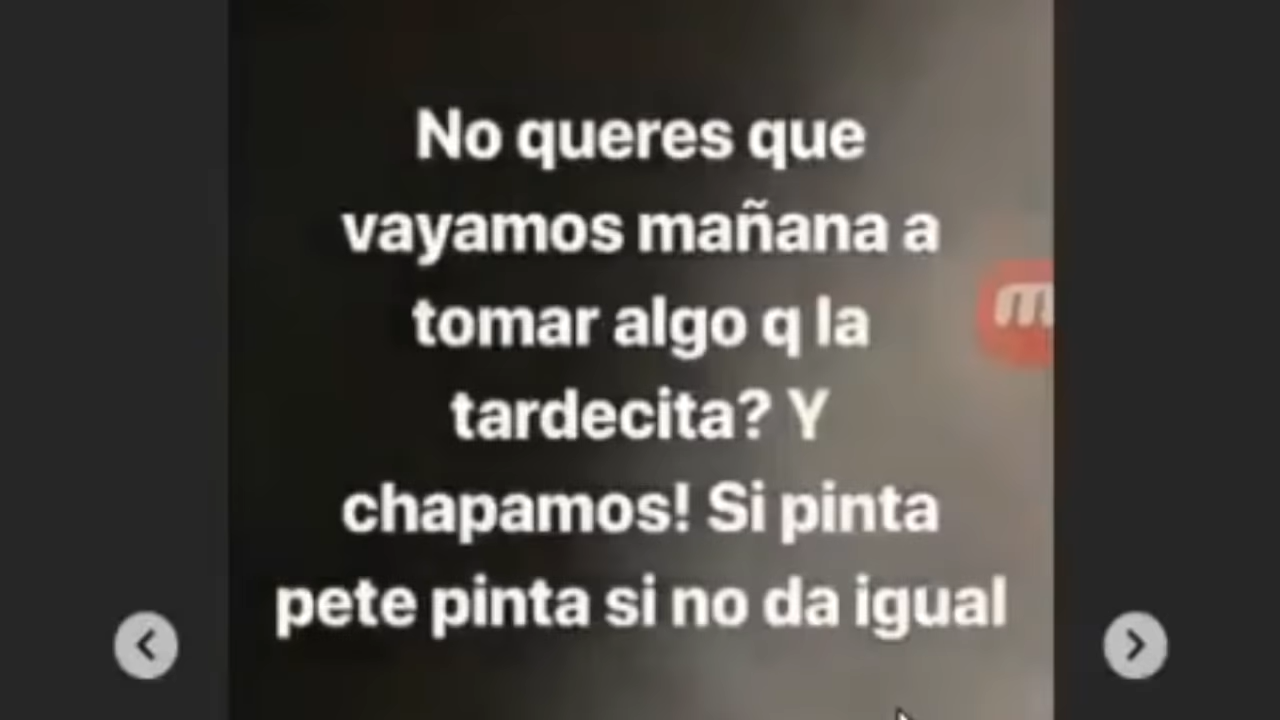 No queres que
vayamos mañana a
tomar algo q la
tardecita? Y
chapamos! Si pinta
pete pinta si no da igual
m